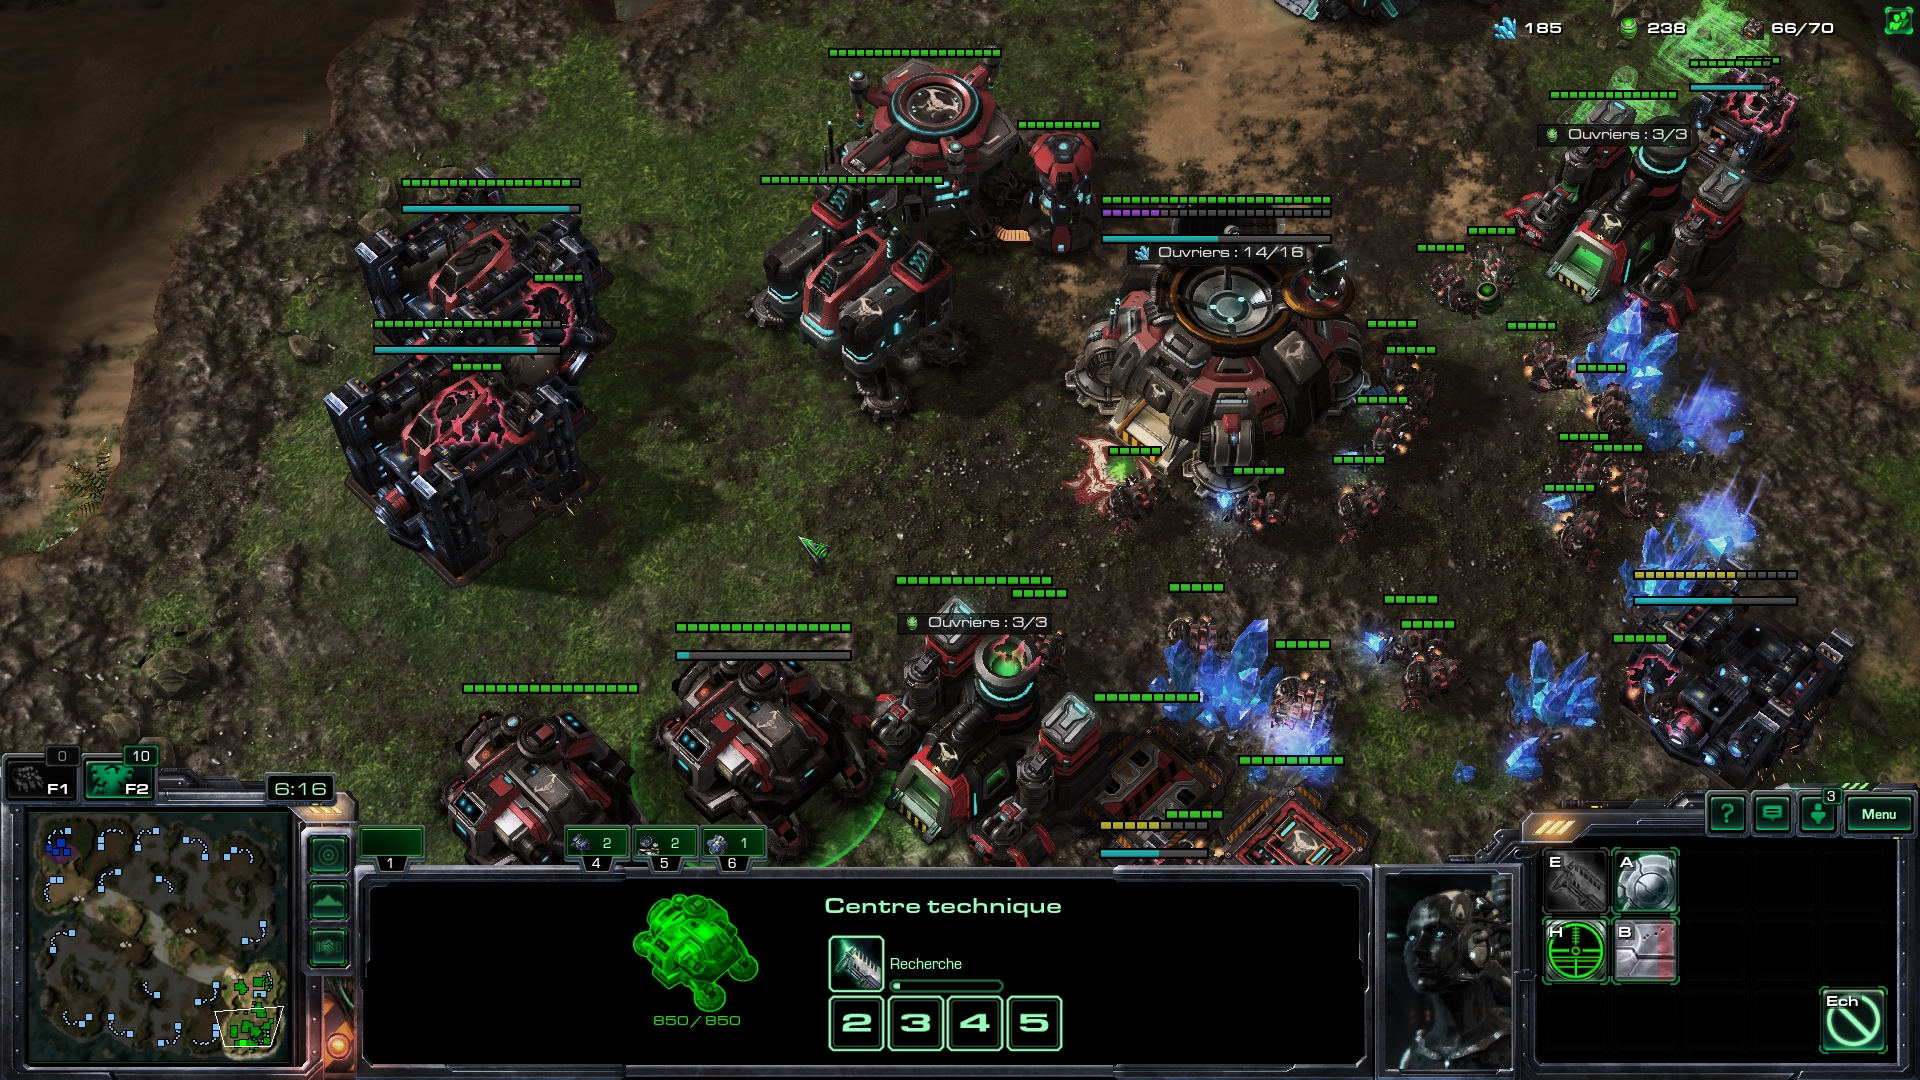 185 238 66/70
Ouvriers : 3/3
Ouvriers : 14/16
Ouvriers : 3/3
0 10
F1 F2
6:16
2 2 1
1 4 5 6
3
? Menu
Centre technique
Recherche
2 3 4 5
850/850
E A
H B
Ech